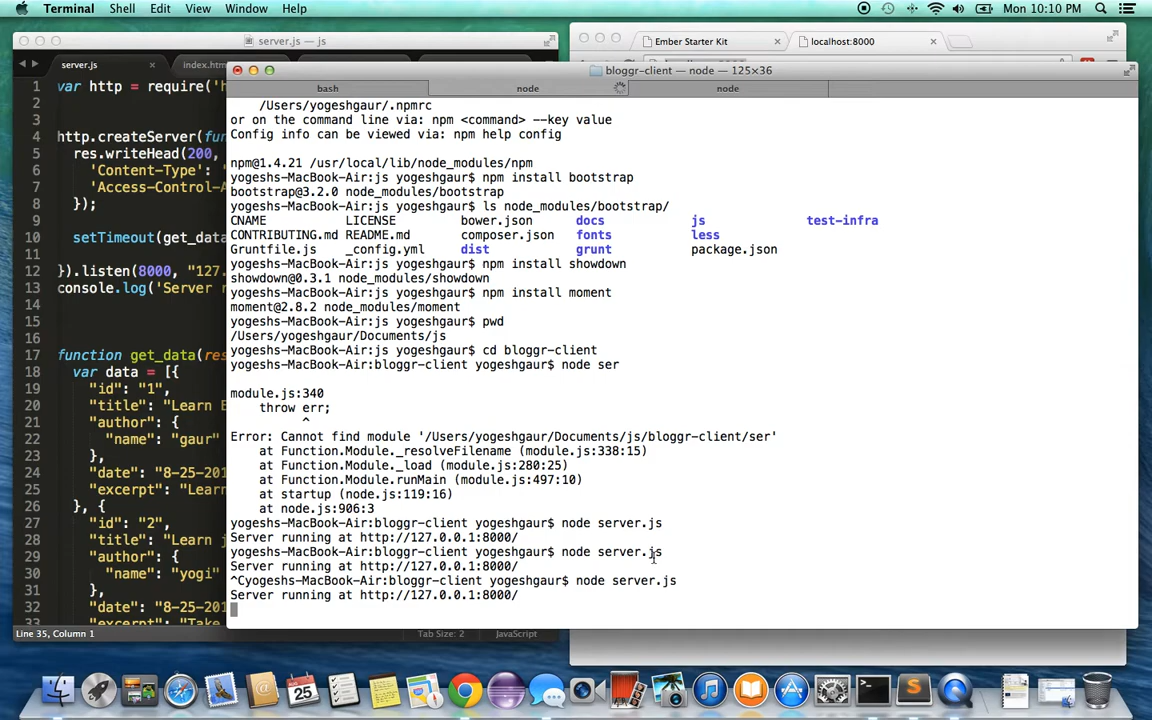 Terminal Shell Edit View Window Help Mon 10:10 PM
server.js — js
Ember Starter Kit localhost:8000
server.js index.htm
bloggr-client — node — 125×36
bash node node
1 var http = require('h
2
3
4 http.createServer(fun
5 res.writeHead(200,
6 'Content-Type': '
7 'Access-Control-A
8 });
9
10 setTimeout(get_data
11
12 }).listen(8000, "127.
13 console.log('Server r
14
15
16
17 function get_data(res
18 var data = [{
19 "id": "1",
20 "title": "Learn E
21 "author": {
22 "name": "gaur"
23 },
24 "date": "8-25-201
25 "excerpt": "Learn
26 }, {
27 "id": "2",
28 "title": "Learn j
29 "author": {
30 "name": "yogi"
31 },
32 "date": "8-25-201
33 "excerpt": "Take
Line 35, Column 1 Tab Size: 2 JavaScript
/Users/yogeshgaur/.npmrc
or on the command line via: npm <command> --key value
Config info can be viewed via: npm help config
npm@1.4.21 /usr/local/lib/node_modules/npm
yogeshs-MacBook-Air:js yogeshgaur$ npm install bootstrap
bootstrap@3.2.0 node_modules/bootstrap
yogeshs-MacBook-Air:js yogeshgaur$ ls node_modules/bootstrap/
CNAME LICENSE bower.json docs js test-infra
CONTRIBUTING.md README.md composer.json fonts less
Gruntfile.js _config.yml dist grunt package.json
yogeshs-MacBook-Air:js yogeshgaur$ npm install showdown
showdown@0.3.1 node_modules/showdown
yogeshs-MacBook-Air:js yogeshgaur$ npm install moment
moment@2.8.2 node_modules/moment
yogeshs-MacBook-Air:js yogeshgaur$ pwd
/Users/yogeshgaur/Documents/js
yogeshs-MacBook-Air:js yogeshgaur$ cd bloggr-client
yogeshs-MacBook-Air:bloggr-client yogeshgaur$ node ser
module.js:340
throw err;
^
Error: Cannot find module '/Users/yogeshgaur/Documents/js/bloggr-client/ser'
at Function.Module._resolveFilename (module.js:338:15)
at Function.Module._load (module.js:280:25)
at Function.Module.runMain (module.js:497:10)
at startup (node.js:119:16)
at node.js:906:3
yogeshs-MacBook-Air:bloggr-client yogeshgaur$ node server.js
Server running at http://127.0.0.1:8000/
yogeshs-MacBook-Air:bloggr-client yogeshgaur$ node server.js
Server running at http://127.0.0.1:8000/
^Cyogeshs-MacBook-Air:bloggr-client yogeshgaur$ node server.js
Server running at http://127.0.0.1:8000/